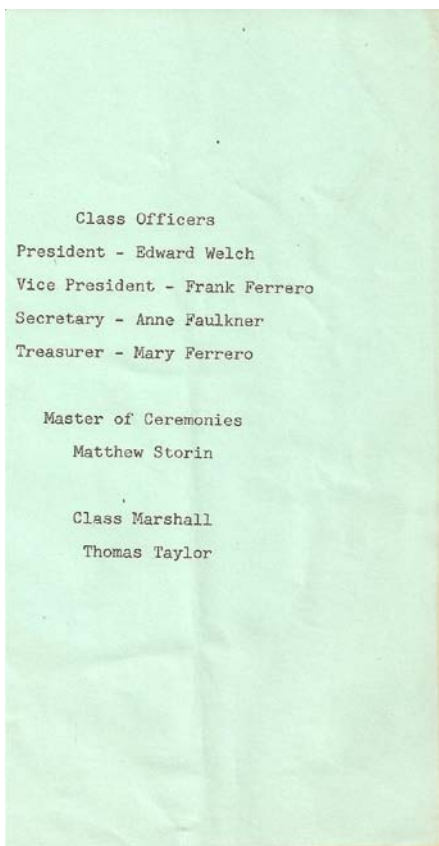 Class Officers
President - Edward Welch
Vice President - Frank Ferrero
Secretary - Anne Faulkner
Treasurer - Mary Ferrero
Master of Ceremonies
Matthew Storin
Class Marshall
Thomas Taylor